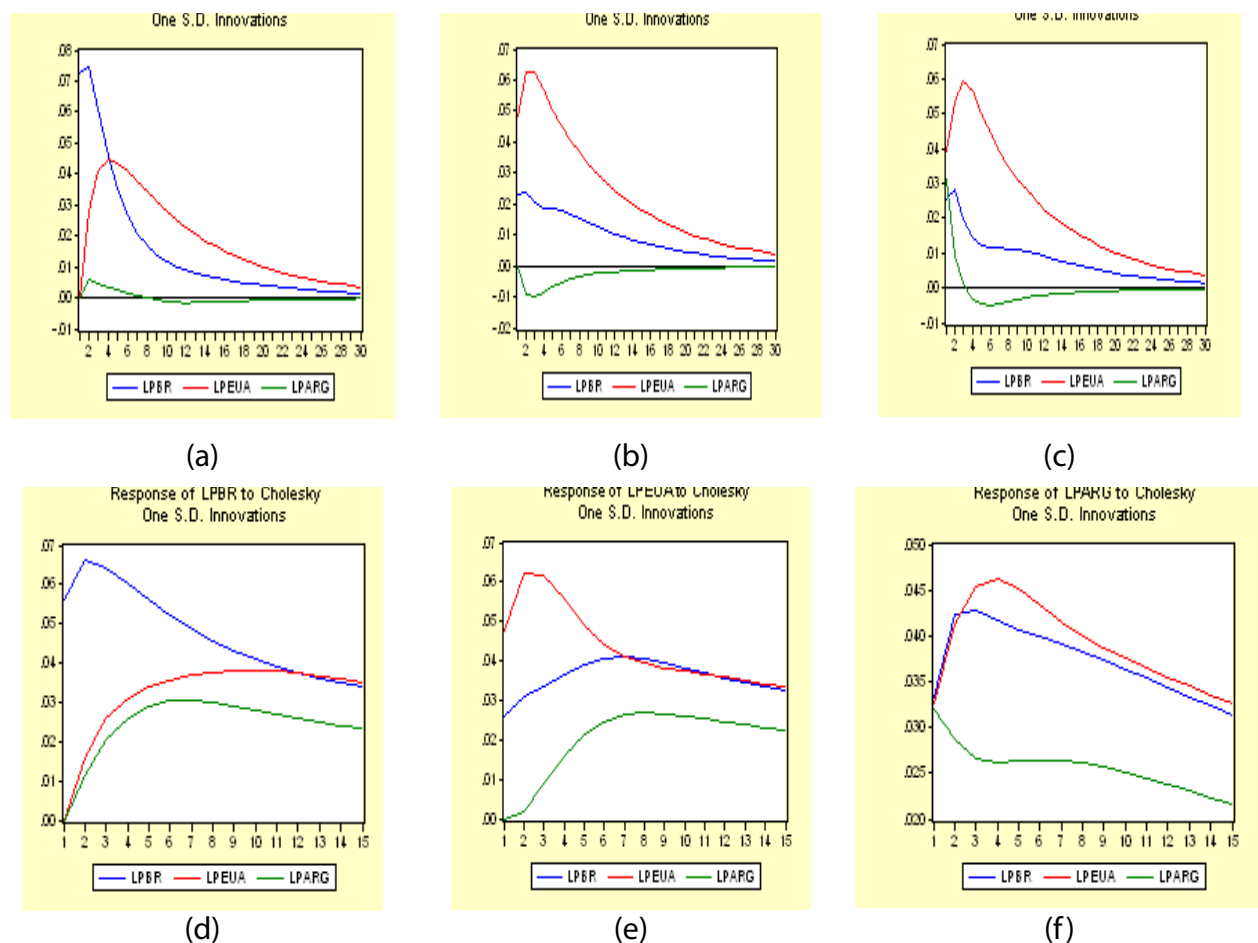 One S.D. Innovations
.08
.07
.06
.05
.04
.03
.02
.01
.00
-.01
2 4 6 8 10 12 14 16 18 20 22 24 26 28 30
LPBR LPEUA LPARG
(a)
One S.D. Innovations
.07
.06
.05
.04
.03
.02
.01
.00
-.01
-.02
2 4 6 8 10 12 14 16 18 20 22 24 26 28 30
LPBR LPEUA LPARG
(b)
One S.D. Innovations
.07
.06
.05
.04
.03
.02
.01
.00
-.01
2 4 6 8 10 12 14 16 18 20 22 24 26 28 30
LPBR LPEUA LPARG
(c)
Response of LPBR to Cholesky
One S.D. Innovations
.07
.06
.05
.04
.03
.02
.01
.00
1 2 3 4 5 6 7 8 9 10 11 12 13 14 15
LPBR LPEUA LPARG
(d)
Response of LPEUA to Cholesky
One S.D. Innovations
.07
.06
.05
.04
.03
.02
.01
.00
1 2 3 4 5 6 7 8 9 10 11 12 13 14 15
LPBR LPEUA LPARG
(e)
Response of LPARG to Cholesky
One S.D. Innovations
.050
.045
.040
.035
.030
.025
.020
1 2 3 4 5 6 7 8 9 10 11 12 13 14 15
LPBR LPEUA LPARG
(f)